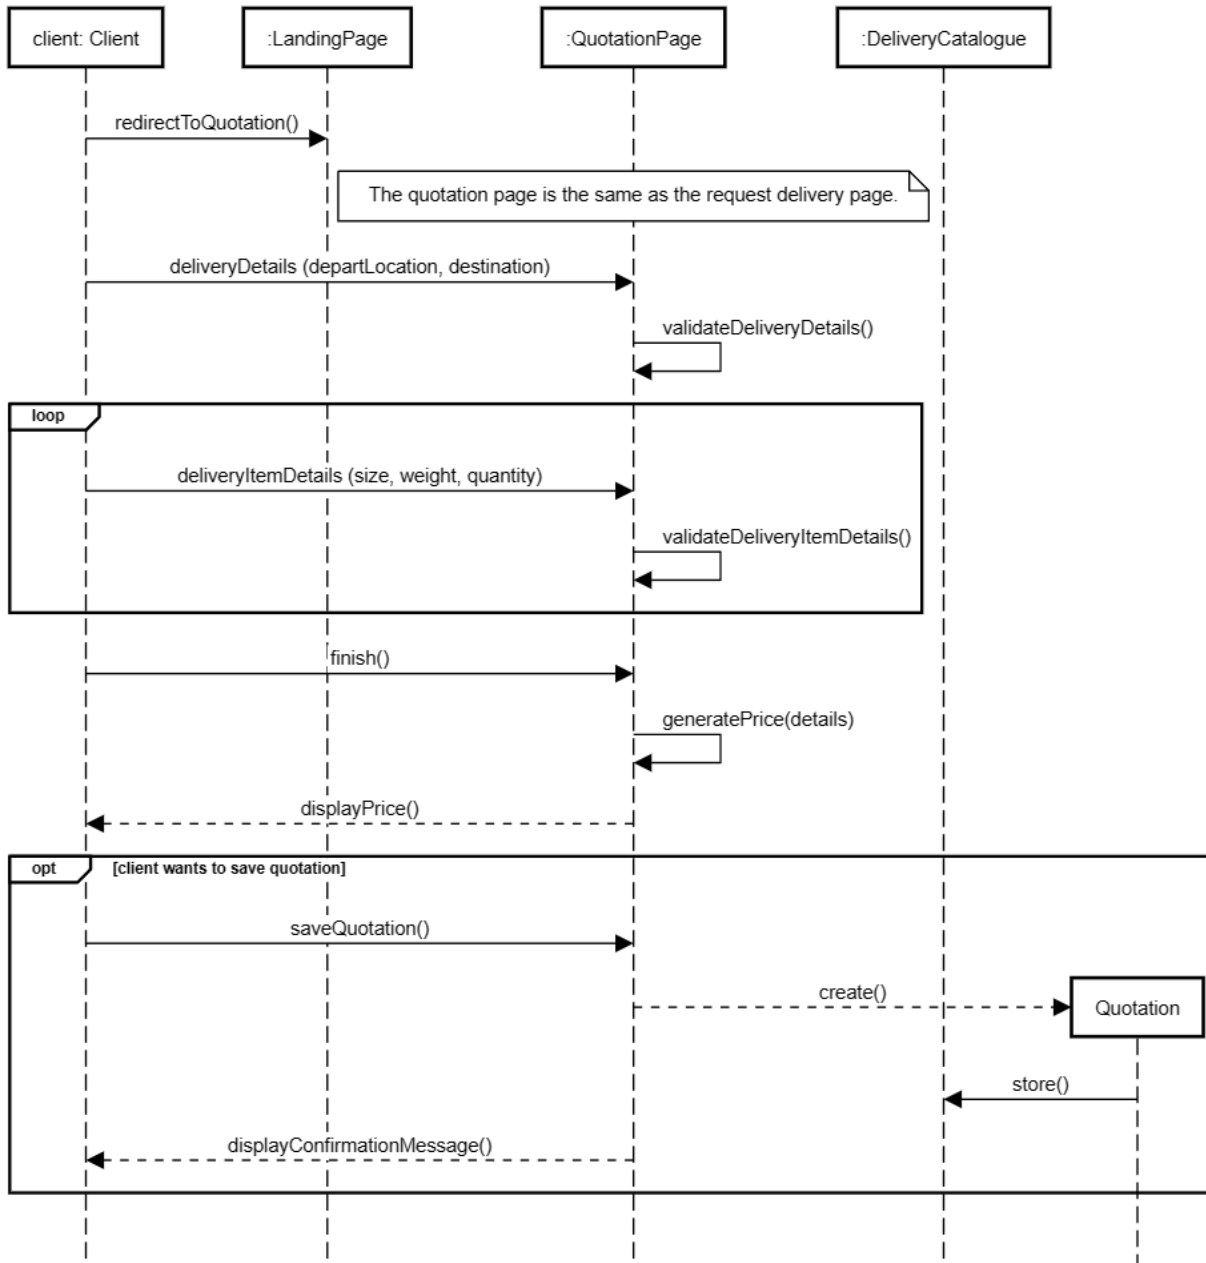 client: Client
:LandingPage
:QuotationPage
:DeliveryCatalogue
redirectToQuotation()
The quotation page is the same as the request delivery page.
deliveryDetails (departLocation, destination)
validateDeliveryDetails()
loop
deliveryItemDetails (size, weight, quantity)
validateDeliveryItemDetails()
finish()
generatePrice(details)
displayPrice()
opt [client wants to save quotation]
saveQuotation()
create()
Quotation
store()
displayConfirmationMessage()